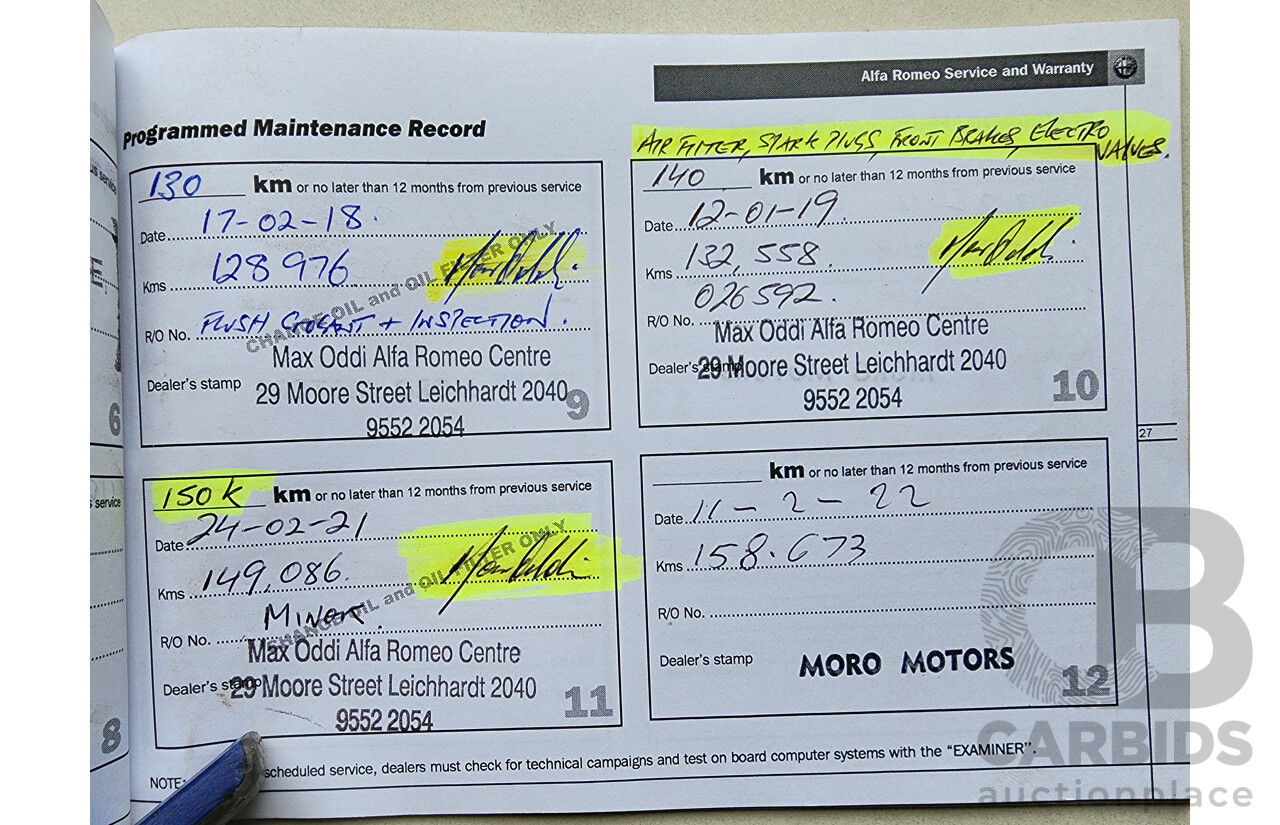 Alfa Romeo Service and Warranty
Programmed Maintenance Record
130 km or no later than 12 months from previous service
Date 17-02-18.
Kms 128 976.
CHANGE OIL and OIL FILTER ONLY
R/O No. FLUSH COOLANT + INSPECTION.
Max Oddi Alfa Romeo Centre
Dealer's stamp
29 Moore Street Leichhardt 2040
9552 2054
9
AIR FILTER, SPARK PLUGS, FRONT BRAKES, ELECTRO
VALVES.
140 km or no later than 12 months from previous service
Date 12-01-19
Kms 132,558.
R/O No. 026592.
Max Oddi Alfa Romeo Centre
Dealer's stamp
29 Moore Street Leichhardt 2040
9552 2054
10
150K km or no later than 12 months from previous service
Date 24-02-21
Kms 149,086.
CHANGE OIL and OIL FILTER ONLY
R/O No. MINOR.
Max Oddi Alfa Romeo Centre
Dealer's stamp
29 Moore Street Leichhardt 2040
9552 2054
11
km or no later than 12 months from previous service
Date 11-2-22
Kms 158.673
R/O No.
Dealer's stamp
MORO MOTORS
12
27
6
s service
8
NOTE: scheduled service, dealers must check for technical campaigns and test on board computer systems with the "EXAMINER".
CB
CARBIDS
auctionplace